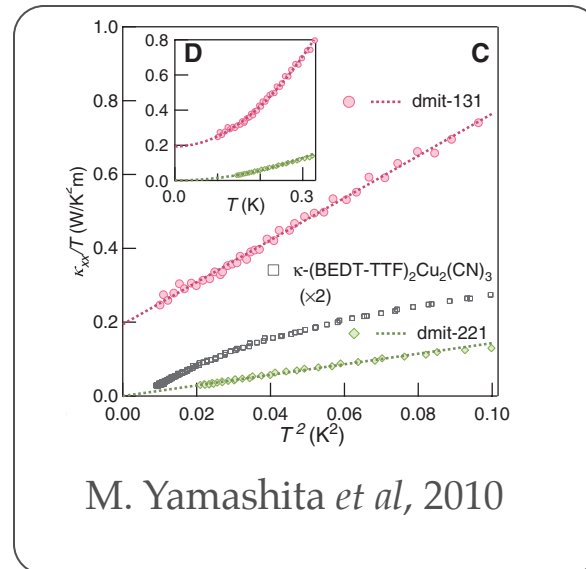 D
C
0.8
0.6
0.4
0.2
0.0
0.0
0.3
T (K)
1.0
0.8
0.6
0.4
0.2
0.0
κxx/T (W/K²m)
dmit-131
κ-(BEDT-TTF)₂Cu₂(CN)₃
(×2)
dmit-221
0.00
0.02
0.04
0.06
0.08
0.10
T ² (K²)
M. Yamashita et al, 2010